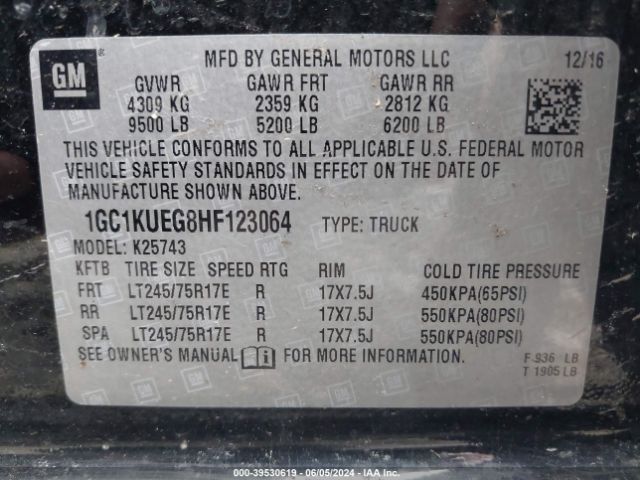 GM
MFD BY GENERAL MOTORS LLC 12/16
GVWR GAWR FRT GAWR RR
4309 KG 2359 KG 2812 KG
9500 LB 5200 LB 6200 LB
THIS VEHICLE CONFORMS TO ALL APPLICABLE U.S. FEDERAL MOTOR
VEHICLE SAFETY STANDARDS IN EFFECT ON THE DATE OF
MANUFACTURE SHOWN ABOVE.
1GC1KUEG8HF123064 TYPE: TRUCK
MODEL: K25743
KFTB TIRE SIZE SPEED RTG RIM COLD TIRE PRESSURE
FRT LT245/75R17E R 17X7.5J 450KPA(65PSI)
RR LT245/75R17E R 17X7.5J 550KPA(80PSI)
SPA LT245/75R17E R 17X7.5J 550KPA(80PSI)
SEE OWNER'S MANUAL FOR MORE INFORMATION.
F 936 LB
T 1905 LB
000-39530619 - 06/05/2024 - IAA Inc.